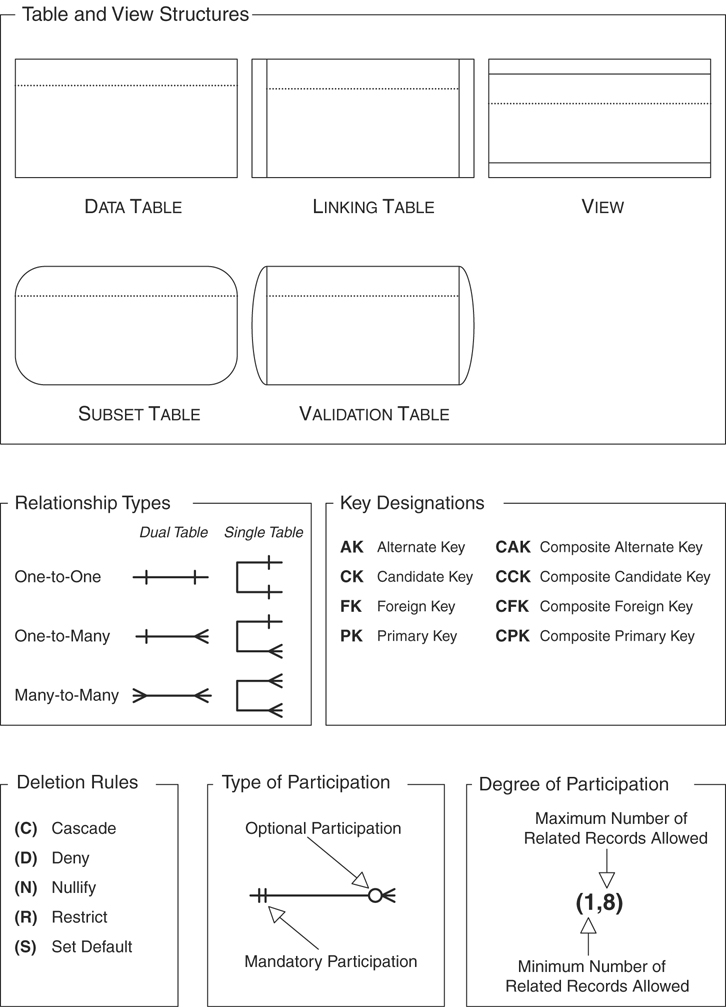 Table and View Structures
DATA TABLE
LINKING TABLE
VIEW
SUBSET TABLE
VALIDATION TABLE
Relationship Types
Dual Table
Single Table
One-to-One
One-to-Many
Many-to-Many
Key Designations
AK Alternate Key
CAK Composite Alternate Key
CK Candidate Key
CCK Composite Candidate Key
FK Foreign Key
CFK Composite Foreign Key
PK Primary Key
CPK Composite Primary Key
Deletion Rules
(C) Cascade
(D) Deny
(N) Nullify
(R) Restrict
(S) Set Default
Type of Participation
Optional Participation
Mandatory Participation
Degree of Participation
Maximum Number of
Related Records Allowed
(1,8)
Minimum Number of
Related Records Allowed